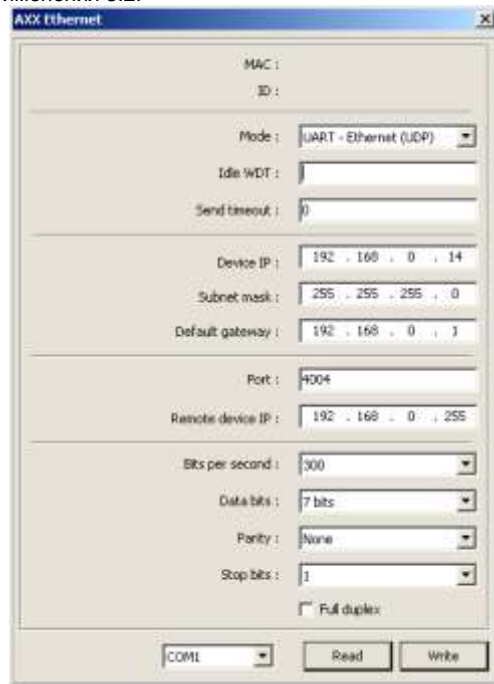 AXX Ethernet
MAC :
ID :
Mode : UART - Ethernet (UDP)
Idle WDT :
Send timeout : 0
Device IP : 192 . 168 . 0 . 14
Subnet mask : 255 . 255 . 255 . 0
Default gateway : 192 . 168 . 0 . 1
Port : 4004
Remote device IP : 192 . 168 . 0 . 255
Bits per second : 300
Data bits : 7 bits
Parity : None
Stop bits : 1
Full duplex
COM1 Read Write